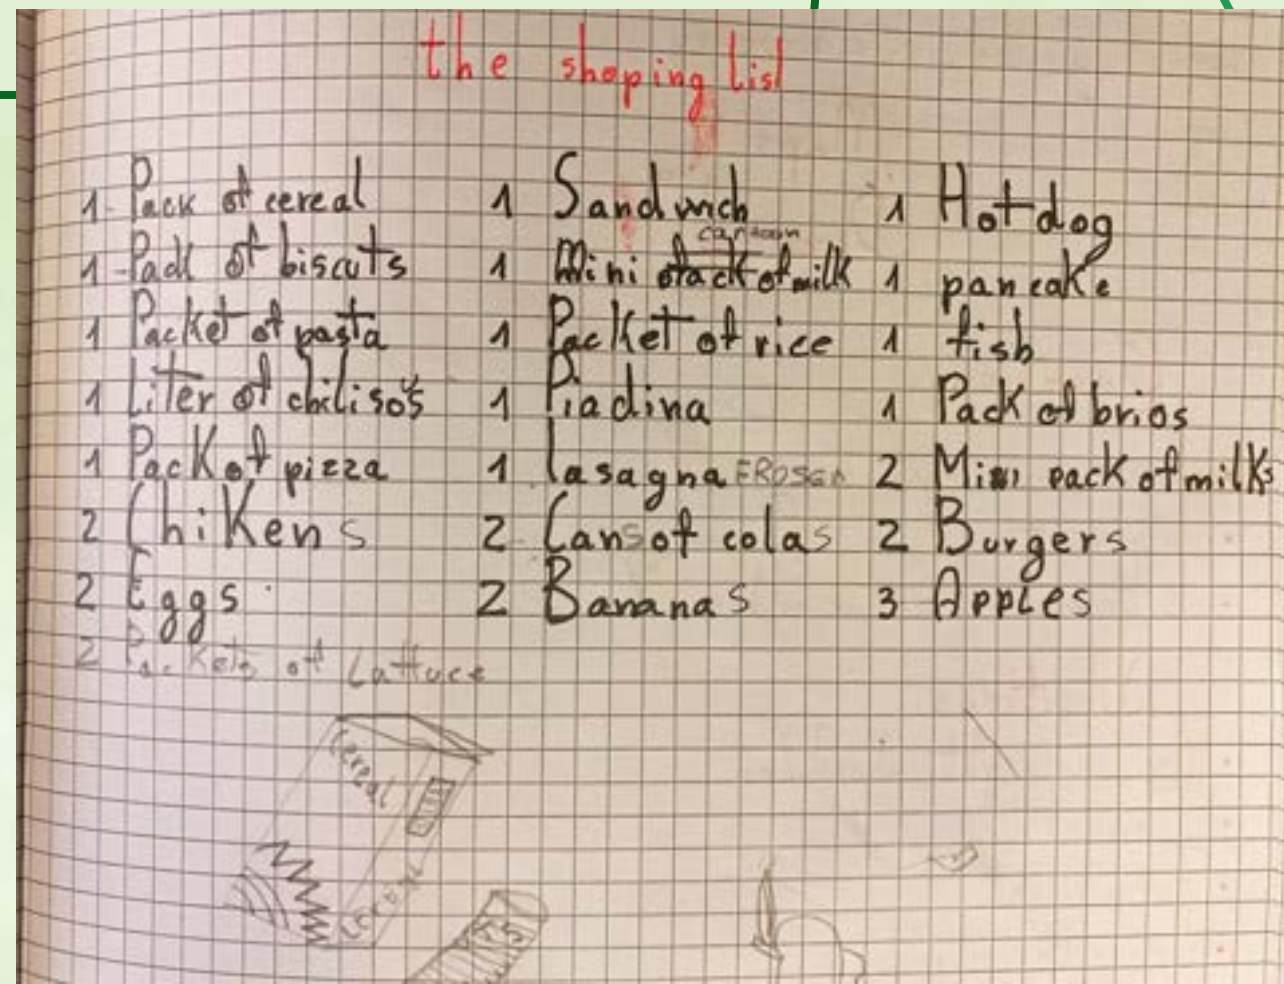 the shoping list
1 Pack of cereal
1 Pack of biscuts
1 Packet of pasta
1 Liter of chili
1 Pack of pizza
2 Chikens
2 Eggs
2 Packets of Lattuce
1 Sandwich
1 Mini of milk
1 Packet of rice
1 Piadina
1 lasagna
2 Cans of colas
2 Bananas
1 Hotdog
1 pancake
1 fish
1 Pack of brios
2 Mini pack of milks
2 Burgers
3 Apples
cereal